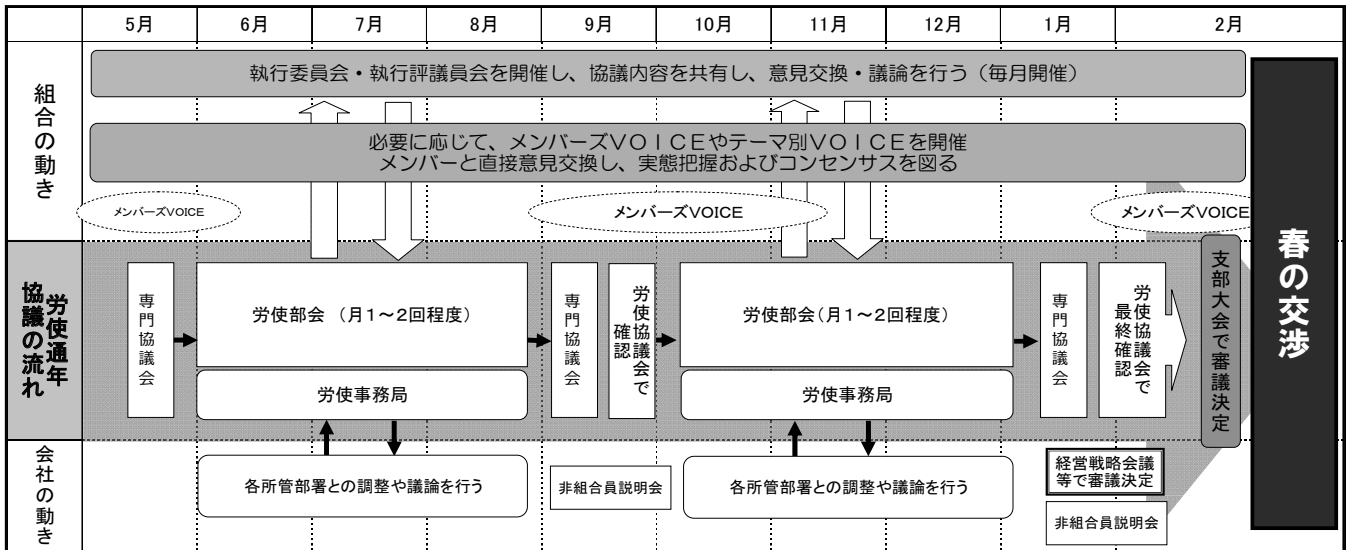 5月 6月 7月 8月 9月 10月 11月 12月 1月 2月
組合の動き
執行委員会・執行評議員会を開催し、協議内容を共有し、意見交換・議論を行う（毎月開催）
必要に応じて、メンバーズVOICEやテーマ別VOICEを開催
メンバーと直接意見交換し、実態把握およびコンセンサスを図る
メンバーズVOICE
メンバーズVOICE
メンバーズVOICE
労使通年
協議の流れ
専門協議会
労使部会 （月1～2回程度）
労使事務局
専門協議会
労使協議会で
確認
労使部会（月1～2回程度）
労使事務局
専門協議会
労使協議会で
最終確認
支部大会で審議決定
春の交渉
会社の動き
各所管部署との調整や議論を行う
非組合員説明会
各所管部署との調整や議論を行う
経営戦略会議
等で審議決定
非組合員説明会